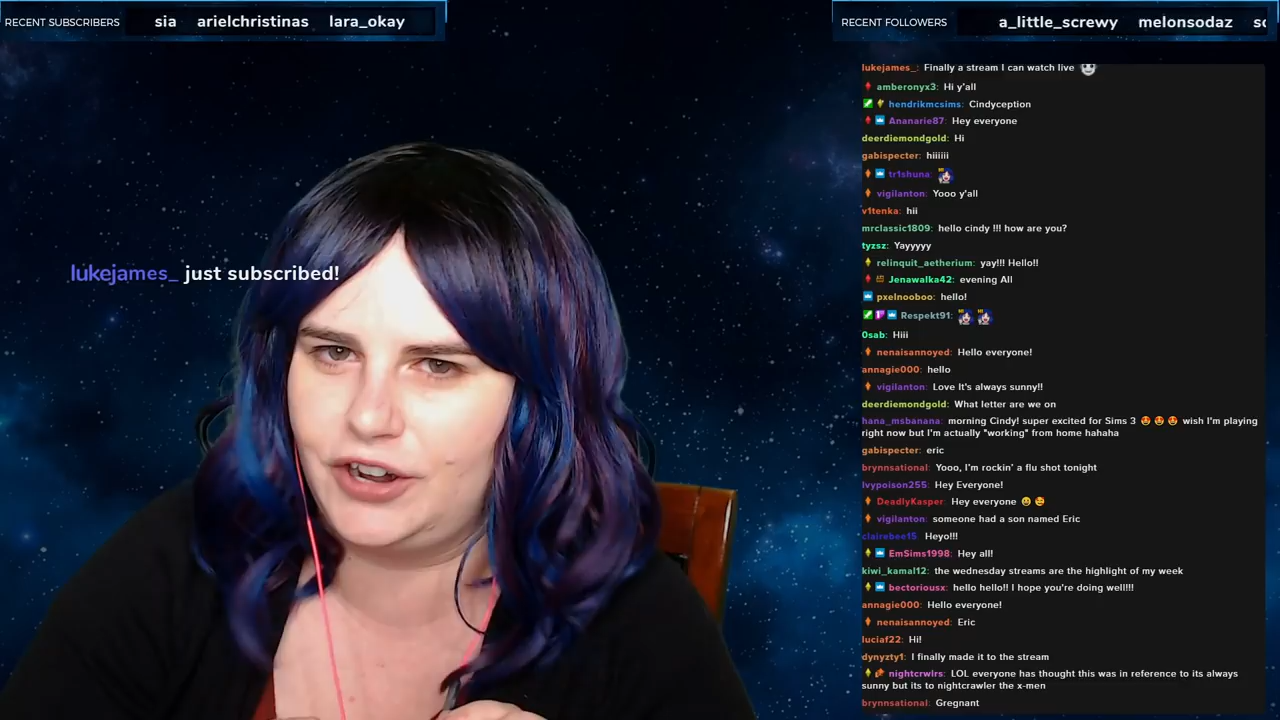 RECENT SUBSCRIBERS sia arielchristinas lara_okay
RECENT FOLLOWERS a_little_screwy melonsodaz sc
lukejames_ just subscribed!
lukejames_: Finally a stream I can watch live
amberonyx3: Hi y'all
hendrikmcsims: Cindyception
Ananarie87: Hey everyone
deerdiemondgold: Hi
gabispecter: hiiiiii
tr1shuna:
vigilanton: Yooo y'all
v1tenka: hii
mrclassic1809: hello cindy !!! how are you?
tyzsz: Yayyyyy
relinquit_aetherium: yay!!! Hello!!
Jenawalka42: evening All
pxelnooboo: hello!
Respekt91:
0sab: Hiii
nenaisannoyed: Hello everyone!
annagie000: hello
vigilanton: Love It's always sunny!!
deerdiemondgold: What letter are we on
hana_msbanana: morning Cindy! super excited for Sims 3 😍 😍 😍 wish I'm playing
right now but I'm actually "working" from home hahaha
gabispecter: eric
brynnsational: Yooo, I'm rockin' a flu shot tonight
lvypoison255: Hey Everyone!
DeadlyKasper: Hey everyone 😀 🥰
vigilanton: someone had a son named Eric
clairebee15 Heyo!!!
EmSims1998: Hey all!
kiwi_kamal12: the wednesday streams are the highlight of my week
bectoriousx: hello hello!! I hope you're doing well!!!
annagie000: Hello everyone!
nenaisannoyed: Eric
luciaf22: Hi!
dynyzty1: I finally made it to the stream
nightcrwlrs: LOL everyone has thought this was in reference to its always
sunny but its to nightcrawler the x-men
brynnsational: Gregnant